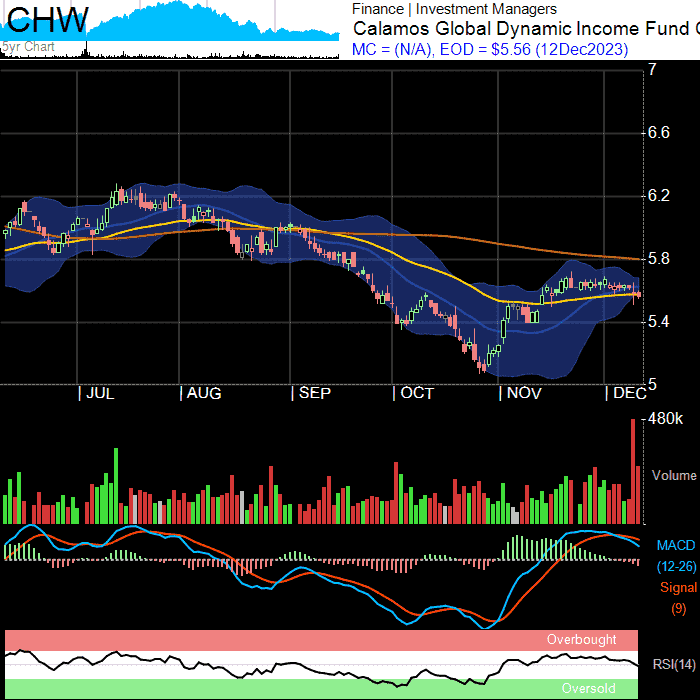 CHW
5yr Chart
Finance | Investment Managers
Calamos Global Dynamic Income Fund
MC = (N/A), EOD = $5.56 (12Dec2023)
7
6.6
6.2
5.8
5.4
5
JUL
AUG
SEP
OCT
NOV
DEC
480k
Volume
MACD
(12-26)
Signal
(9)
Overbought
RSI(14)
Oversold